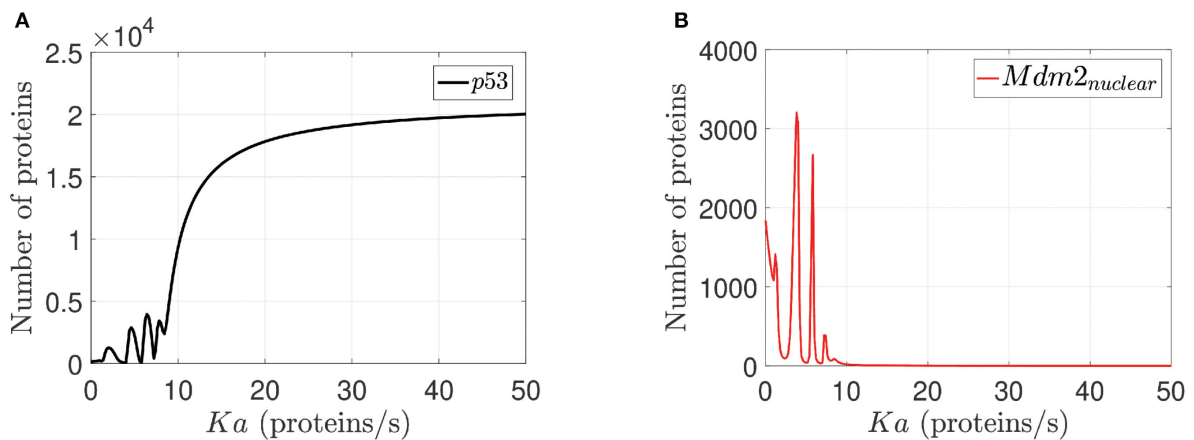 A
×10⁴
2.5
2
1.5
1
0.5
0
Number of proteins
p53
0 10 20 30 40 50
Ka (proteins/s)
B
4000
3000
2000
1000
0
Number of proteins
Mdm2nuclear
0 10 20 30 40 50
Ka (proteins/s)